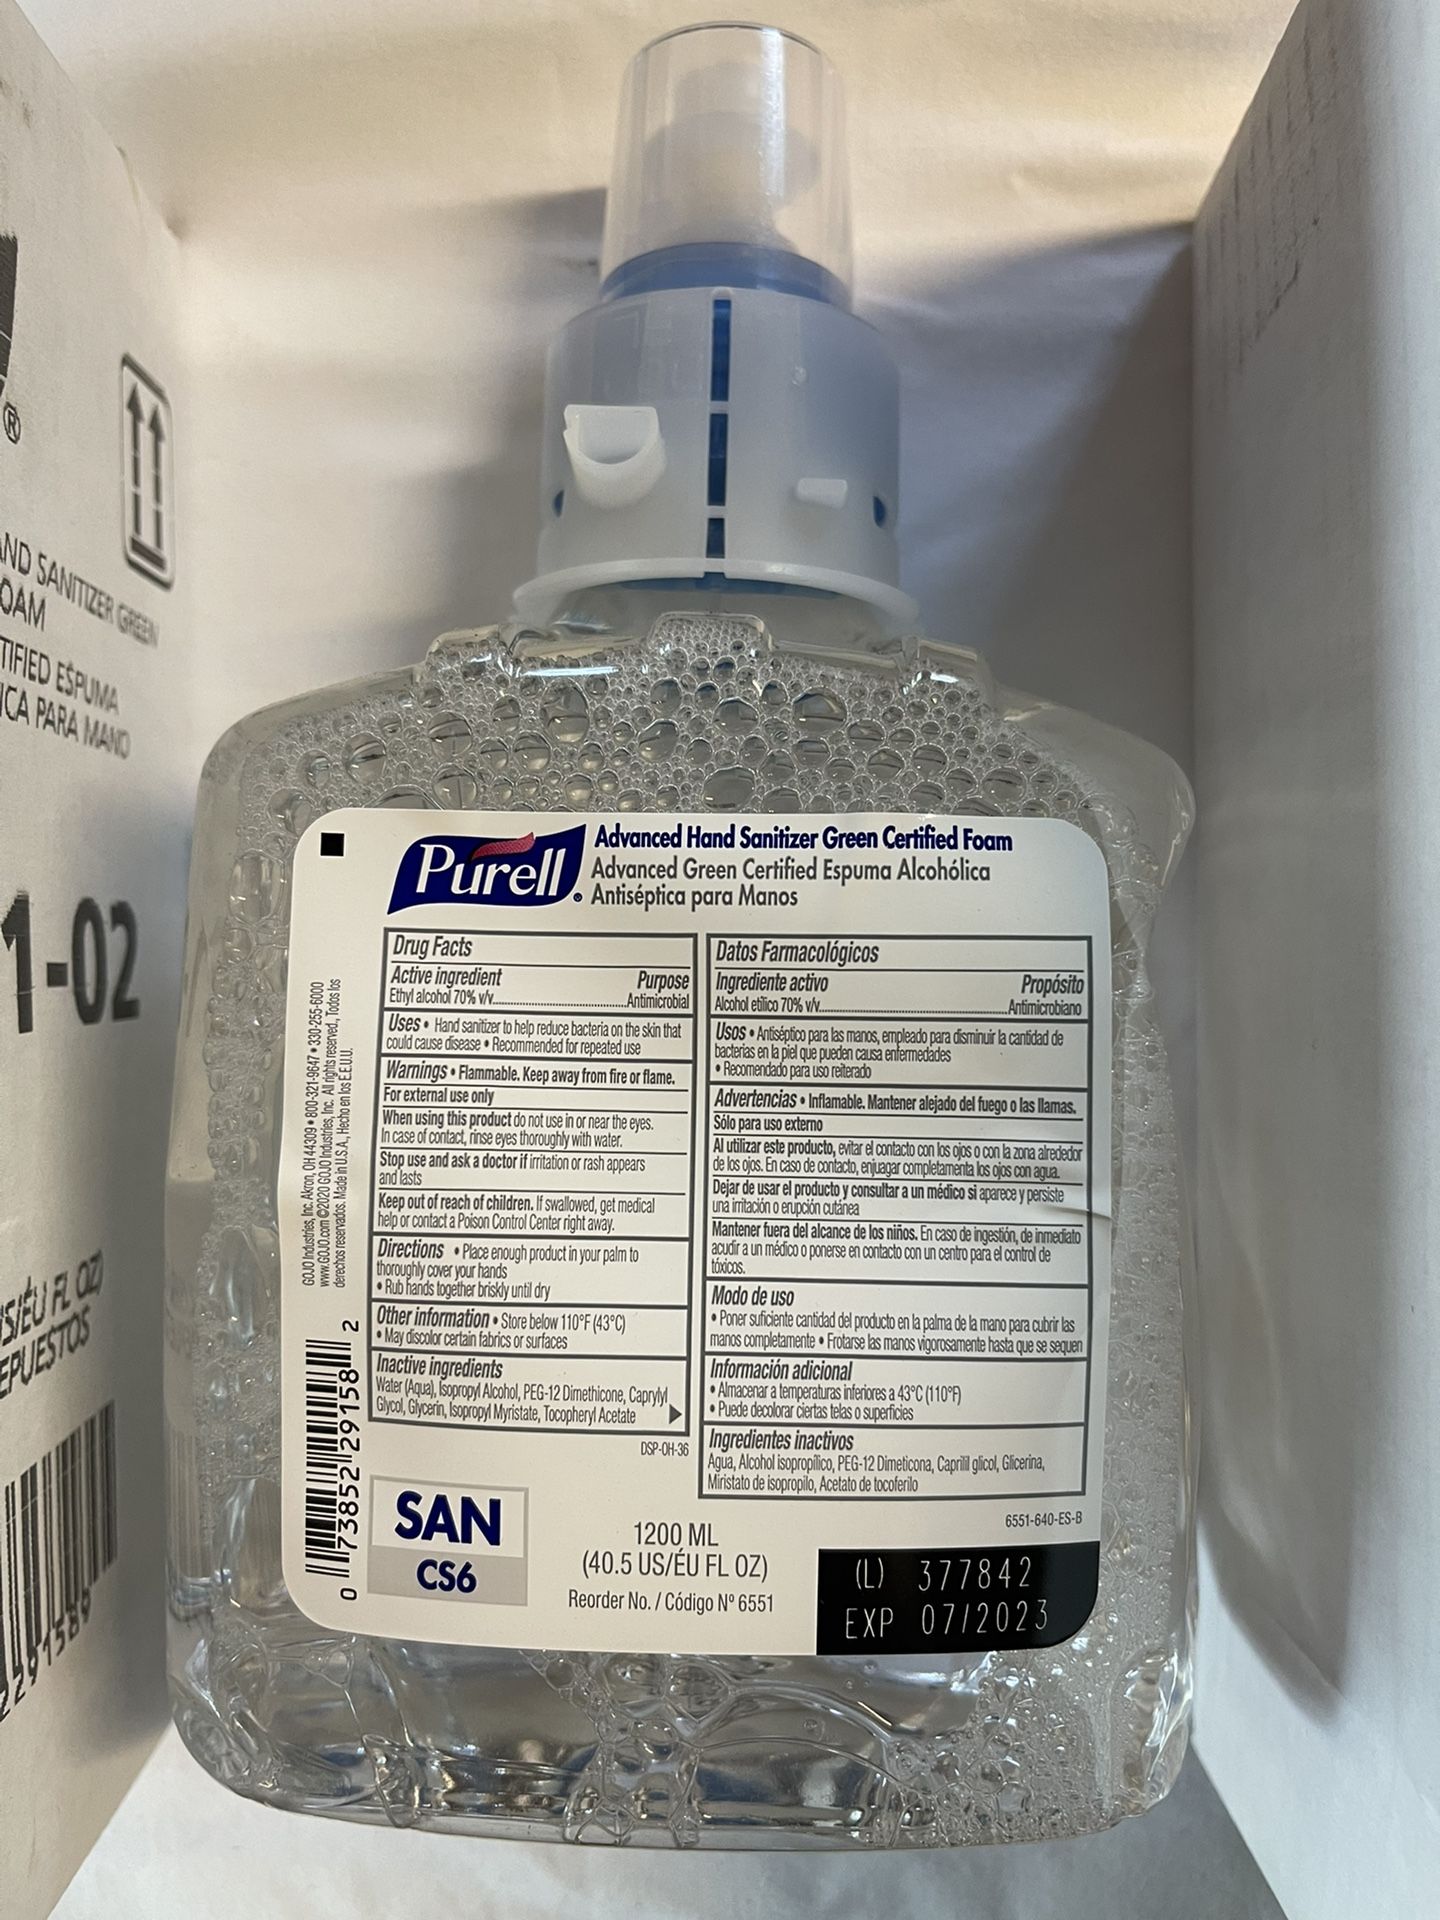 ®
AND SANITIZER GREEN
OAM
TIFIED ESPUMA
ICA PARA MANO
1-02
S/ÉU FL OZ)
EPUESTOS
PURELL®
Advanced Hand Sanitizer Green Certified Foam
Advanced Green Certified Espuma Alcohólica
Antiséptica para Manos
Drug Facts
Active ingredient Purpose
Ethyl alcohol 70% v/v........Antimicrobial
Uses • Hand sanitizer to help reduce bacteria on the skin that
could cause disease • Recommended for repeated use
Warnings • Flammable. Keep away from fire or flame.
For external use only
When using this product do not use in or near the eyes.
In case of contact, rinse eyes thoroughly with water.
Stop use and ask a doctor if irritation or rash appears
and lasts
Keep out of reach of children. If swallowed, get medical
help or contact a Poison Control Center right away.
Directions • Place enough product in your palm to
thoroughly cover your hands
• Rub hands together briskly until dry
Other information • Store below 110°F (43°C)
• May discolor certain fabrics or surfaces
Inactive ingredients
Water (Aqua), Isopropyl Alcohol, PEG-12 Dimethicone, Caprylyl
Glycol, Glycerin, Isopropyl Myristate, Tocopheryl Acetate
DSP-OH-36
Datos Farmacológicos
Ingrediente activo Propósito
Alcohol etílico 70% v/v........Antimicrobiano
Usos • Antiséptico para las manos, empleado para disminuir la cantidad de
bacterias en la piel que pueden causa enfermedades
• Recomendado para uso reiterado
Advertencias • Inflamable. Mantener alejado del fuego o las llamas.
Sólo para uso externo
Al utilizar este producto, evitar el contacto con los ojos o con la zona alrededor
de los ojos. En caso de contacto, enjuagar completamenta los ojos con agua.
Dejar de usar el producto y consultar a un médico si aparece y persiste
una irritación o erupción cutánea
Mantener fuera del alcance de los niños. En caso de ingestión, de inmediato
acudir a un médico o ponerse en contacto con un centro para el control de
tóxicos.
Modo de uso
• Poner suficiente cantidad del producto en la palma de la mano para cubrir las
manos completamente • Frotarse las manos vigorosamente hasta que se sequen
Información adicional
• Almacenar a temperaturas inferiores a 43°C (110°F)
• Puede decolorar ciertas telas o superficies
Ingredientes inactivos
Agua, Alcohol isopropílico, PEG-12 Dimeticona, Caprilil glicol, Glicerina,
Miristato de isopropilo, Acetato de tocoferilo
6551-640-ES-B
GOJO Industries, Inc. Akron, OH 44309 • 800-321-9647 • 330-255-6000
www.GOJO.com ©2020 GOJO Industries, Inc. All rights reserved., Todos los
derechos reservados. Made in U.S.A., Hecho en los E.E.U.U.
0 73852 29158 2
SAN
CS6
1200 ML
(40.5 US/ÉU FL OZ)
Reorder No. / Código Nº 6551
(L) 377842
EXP 07/2023